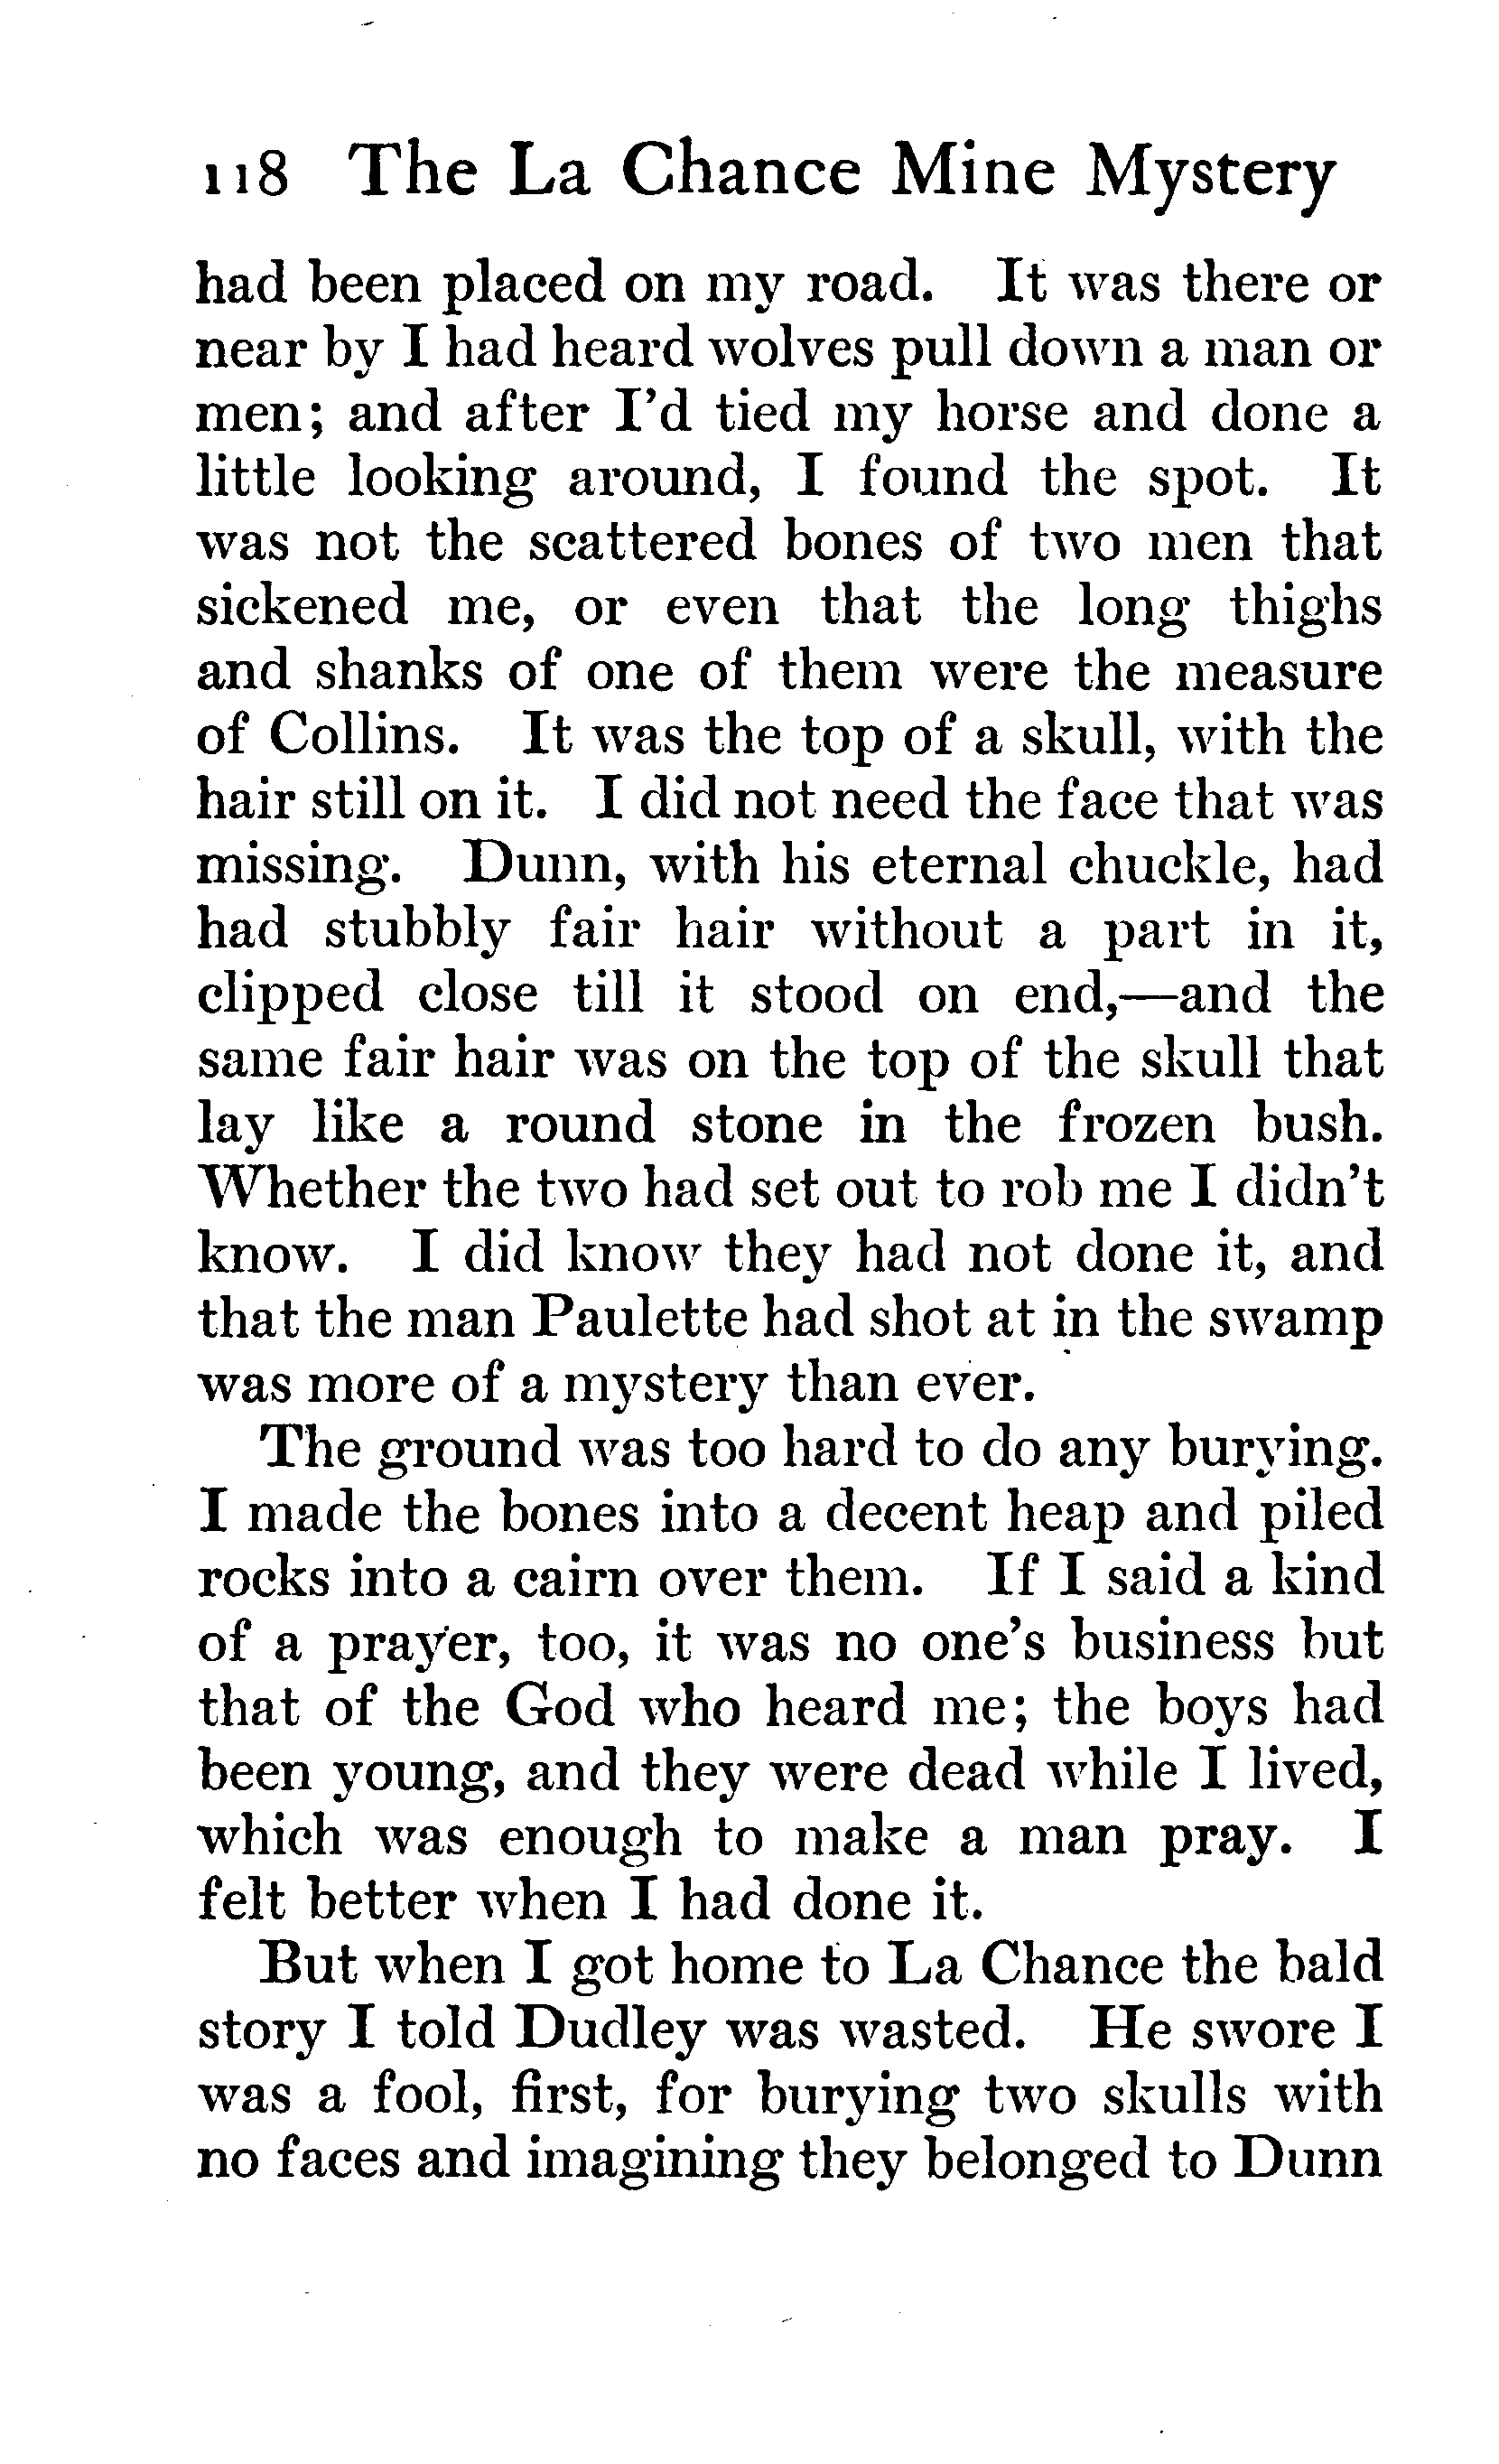 118 The La Chance Mine Mystery
had been placed on my road. It was there or
near by I had heard wolves pull down a man or
men; and after I'd tied my horse and done a
little looking around, I found the spot. It
was not the scattered bones of two men that
sickened me, or even that the long thighs
and shanks of one of them were the measure
of Collins. It was the top of a skull, with the
hair still on it. I did not need the face that was
missing. Dunn, with his eternal chuckle, had
had stubbly fair hair without a part in it,
clipped close till it stood on end,—and the
same fair hair was on the top of the skull that
lay like a round stone in the frozen bush.
Whether the two had set out to rob me I didn't
know. I did know they had not done it, and
that the man Paulette had shot at in the swamp
was more of a mystery than ever.
The ground was too hard to do any burying.
I made the bones into a decent heap and piled
rocks into a cairn over them. If I said a kind
of a prayer, too, it was no one's business but
that of the God who heard me; the boys had
been young, and they were dead while I lived,
which was enough to make a man pray. I
felt better when I had done it.
But when I got home to La Chance the bald
story I told Dudley was wasted. He swore I
was a fool, first, for burying two skulls with
no faces and imagining they belonged to Dunn